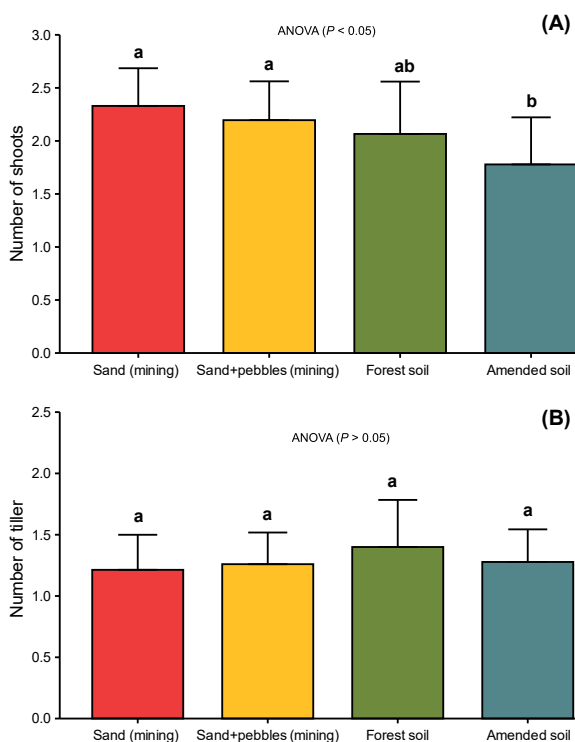 (A)
ANOVA (P < 0.05)
Number of shoots
3.0
2.5
2.0
1.5
1.0
0.5
0.0
a
a
ab
b
Sand (mining)
Sand+pebbles (mining)
Forest soil
Amended soil
(B)
ANOVA (P > 0.05)
Number of tiller
2.5
2.0
1.5
1.0
0.5
0.0
a
a
a
a
Sand (mining)
Sand+pebbles (mining)
Forest soil
Amended soil